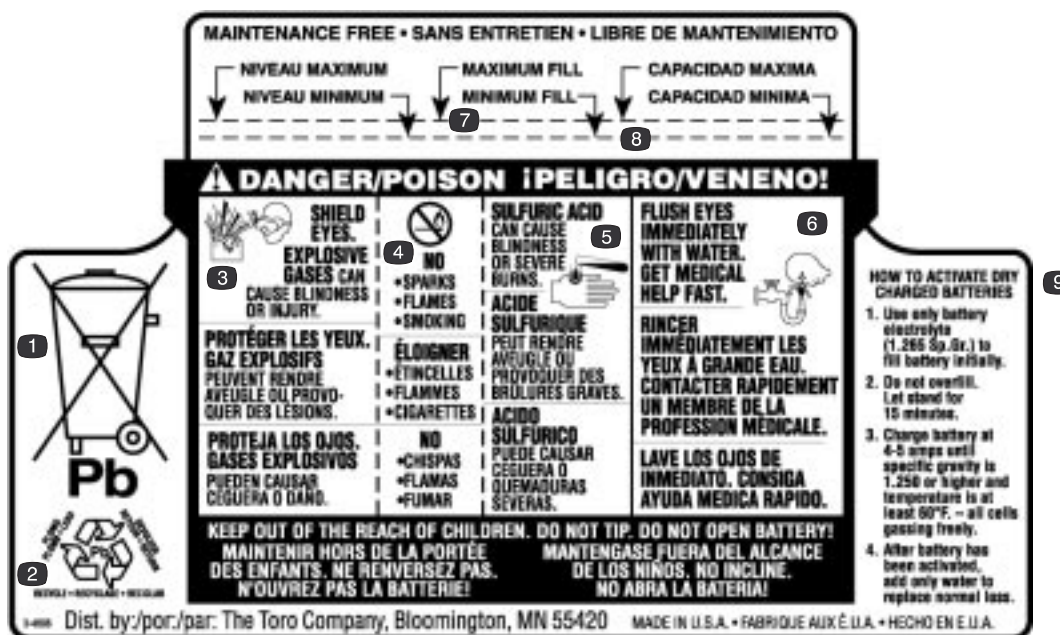 MAINTENANCE FREE • SANS ENTRETIEN • LIBRE DE MANTENIMIENTO
NIVEAU MAXIMUM
MAXIMUM FILL
CAPACIDAD MAXIMA
NIVEAU MINIMUM
MINIMUM FILL
CAPACIDAD MINIMA
7
8
DANGER/POISON ¡PELIGRO/VENENO!
3
SHIELD
EYES.
EXPLOSIVE
GASES CAN
CAUSE BLINDNESS
OR INJURY.
PROTÉGER LES YEUX.
GAZ EXPLOSIFS
PEUVENT RENDRE
AVEUGLE OU PROVO-
QUER DES LÉSIONS.
PROTEJA LOS OJOS.
GASES EXPLOSIVOS
PUEDEN CAUSAR
CEGUERA O DAÑO.
4
NO
•SPARKS
•FLAMES
•SMOKING
ÉLOIGNER
•ÉTINCELLES
•FLAMMES
•CIGARETTES
NO
•CHISPAS
•FLAMAS
•FUMAR
SULFURIC ACID
CAN CAUSE
BLINDNESS
OR SEVERE
BURNS.
5
ACIDE
SULFURIQUE
PEUT RENDRE
AVEUGLE OU
PROVOQUER DES
BRÛLURES GRAVES.
ACIDO
SULFURICO
PUEDE CAUSAR
CEGUERA O
QUEMADURAS
SEVERAS.
FLUSH EYES
IMMEDIATELY
WITH WATER.
GET MEDICAL
HELP FAST.
6
RINCER
IMMÉDIATEMENT LES
YEUX À GRANDE EAU.
CONTACTER RAPIDEMENT
UN MEMBRE DE LA
PROFESSION MÉDICALE.
LAVE LOS OJOS DE
INMEDIATO. CONSIGA
AYUDA MEDICA RAPIDO.
KEEP OUT OF THE REACH OF CHILDREN. DO NOT TIP. DO NOT OPEN BATTERY!
MAINTENIR HORS DE LA PORTÉE
DES ENFANTS. NE RENVERSEZ PAS.
N'OUVREZ PAS LA BATTERIE!
MANTENGASE FUERA DEL ALCANCE
DE LOS NIÑOS. NO INCLINE.
NO ABRA LA BATERIA!
1
Pb
2
RECYCLE • RECYCLAGE • RECICLAR
9
HOW TO ACTIVATE DRY
CHARGED BATTERIES
1. Use only battery
electrolyte
(1.265 Sp.Gr.) to
fill battery initially.
2. Do not overfill.
Let stand for
15 minutes.
3. Charge battery at
4-5 amps until
specific gravity is
1.250 or higher and
temperature is at
least 60°F. – all cells
gassing freely.
4. After battery has
been activated,
add only water to
replace normal loss.
Dist. by:/por:/par: The Toro Company, Bloomington, MN 55420
MADE IN U.S.A. • FABRIQUE AUX É.U.A. • HECHO EN E.U.A.